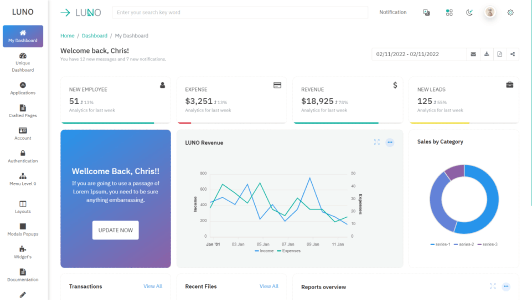 LUNO
LUNO
Enter your search key word
Notification
My Dashboard
Unique
Dashboard
Applications
Crafted Pages
Account
Authentication
Menu Level 4
Layouts
Modals Popups
Widget's
Documentation
Home / Dashboard / My Dashboard
Welcome back, Chris!
You have 12 new messages and 7 new notifications.
02/11/2022 - 02/11/2022
NEW EMPLOYEE
51
Analytics for last week
EXPENSE
$3,251
Analytics for last week
REVENUE
$18,925
Analytics for last week
NEW LEADS
125
Analytics for last week
Wellcome Back, Chris!!
If you are going to use a passage of
Lorem Ipsum, you need to be sure
anything embarrassing.
UPDATE NOW
LUNO Revenue
800
600
400
200
0
Income
50
40
30
20
10
0
Expenses
Jan '01
03 Jan
05 Jan
07 Jan
09 Jan
11 Jan
Income
Expenses
Sales by Category
series-1
series-2
series-3
Transactions
View All
Recent Files
View All
Reports overview